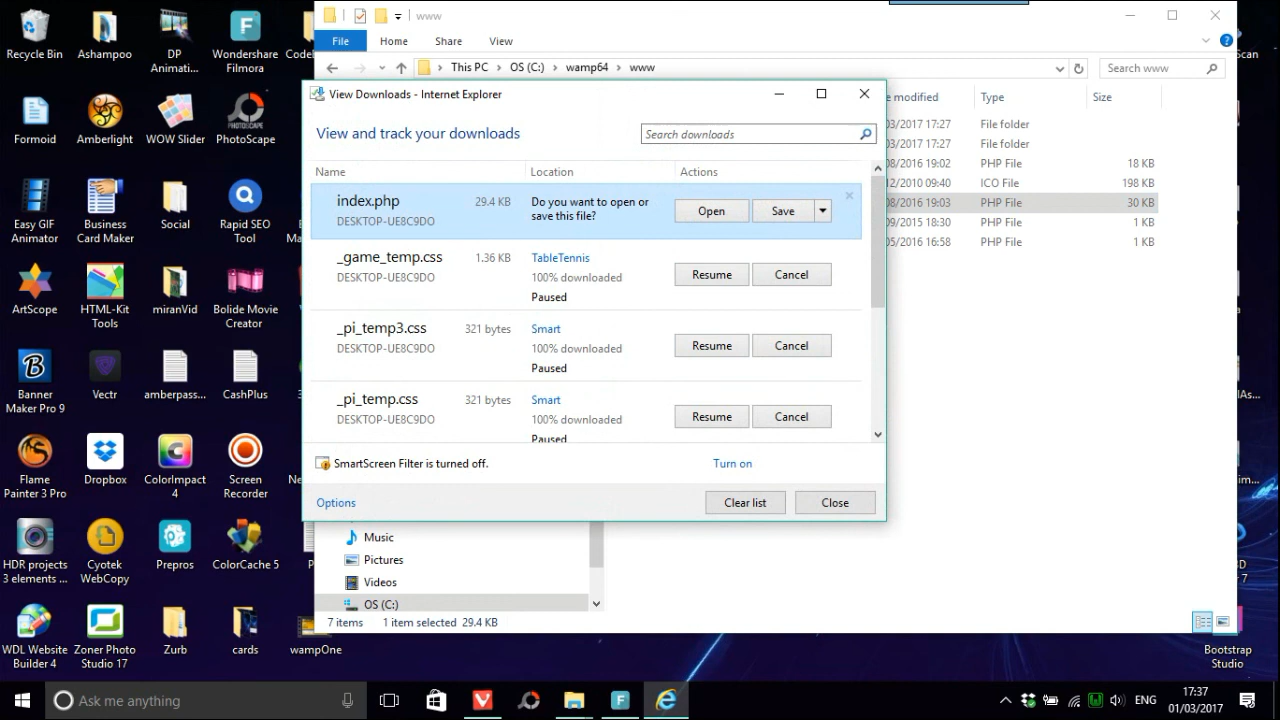 Recycle Bin
Ashampoo
DP
Animati...
Wondershare
Filmora
Formoid
Amberlight
WOW Slider
PhotoScape
PHOTOSCAPE
Easy GIF
Animator
Business
Card Maker
Social
Rapid SEO
Tool
ArtScope
HTML-Kit
Tools
miranVid
Bolide Movie
Creator
Banner
Maker Pro 9
Vectr
amberpass...
CashPlus
Flame
Painter 3 Pro
Dropbox
ColorImpact
4
Screen
Recorder
HDR projects
3 elements ...
Cyotek
WebCopy
Prepros
ColorCache 5
WDL Website
Builder 4
Zoner Photo
Studio 17
Zurb
cards
wampOne
www
File
Home
Share
View
This PC
OS (C:)
wamp64
www
Search www
e modified
Type
Size
03/2017 17:27
File folder
03/2017 17:27
File folder
08/2016 19:02
PHP File
18 KB
12/2010 09:40
ICO File
198 KB
08/2016 19:03
PHP File
30 KB
09/2015 18:30
PHP File
1 KB
05/2016 16:58
PHP File
1 KB
View Downloads - Internet Explorer
View and track your downloads
Search downloads
Name
Location
Actions
index.php
29.4 KB
DESKTOP-UE8C9DO
Do you want to open or
save this file?
Open
Save
_game_temp.css
1.36 KB
DESKTOP-UE8C9DO
TableTennis
100% downloaded
Paused
Resume
Cancel
_pi_temp3.css
321 bytes
DESKTOP-UE8C9DO
Smart
100% downloaded
Paused
Resume
Cancel
_pi_temp.css
321 bytes
DESKTOP-UE8C9DO
Smart
100% downloaded
Paused
Resume
Cancel
SmartScreen Filter is turned off.
Turn on
Options
Clear list
Close
Music
Pictures
Videos
OS (C:)
7 items
1 item selected 29.4 KB
Bootstrap
Studio
Ask me anything
ENG
17:37
01/03/2017